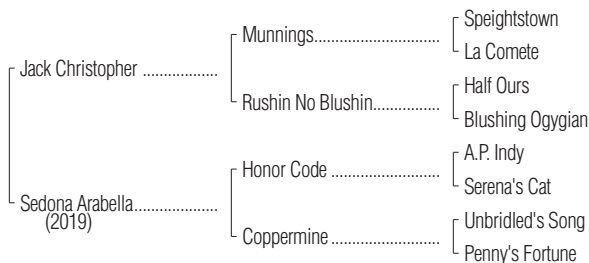 Speightstown
Munnings
La Comete
Jack Christopher
Half Ours
Rushin No Blushin
Blushing Ogygian
A.P. Indy
Honor Code
Serena's Cat
Sedona Arabella
(2019)
Unbridled's Song
Coppermine
Penny's Fortune